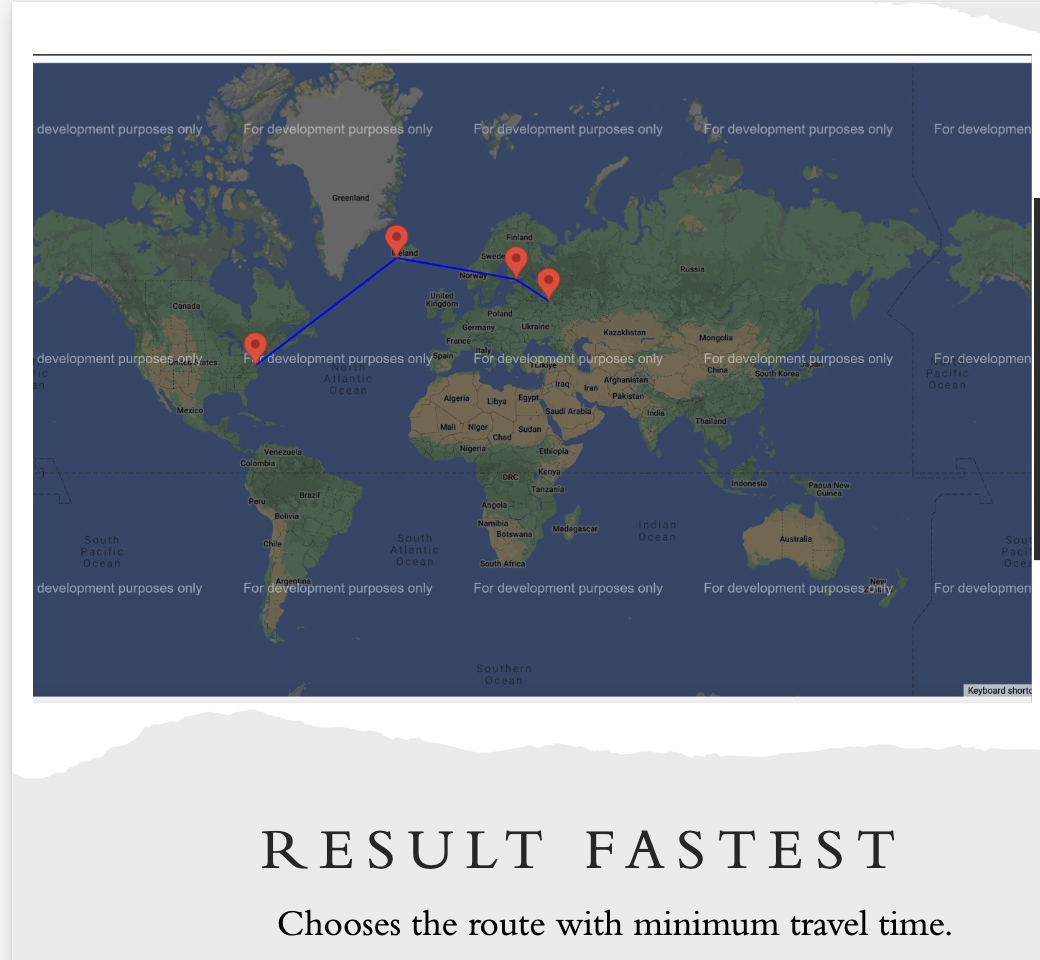 development purposes only For development purposes only For development purposes only For development purposes only For developmen
Greenland
Finland
Swede
Norway
Russia
Canada
United
Kingdom
Poland
Germany
Ukraine
France
Kazakhstan
Mongolia
Italy
Spain
development purposes only For development purposes only For development purposes only For development purposes only For developmen
United States
Türkiye
Japan
China
South Korea
North
Atlantic
Ocean
Pacific
Ocean
Iraq
Iran
Afghanistan
Pakistan
Algeria
Libya
Egypt
Saudi Arabia
Mexico
India
Thailand
Mali
Niger
Chad
Sudan
Nigeria
Ethiopia
Venezuela
Colombia
Kenya
DRC
Tanzania
Indonesia
Papua New
Guinea
Peru
Brazil
Angola
Bolivia
Namibia
Botswana
Madagascar
Indian
Ocean
Chile
South
Pacific
Ocean
South
Atlantic
Ocean
Australia
South Africa
Argentina
New
development purposes only For development purposes only For development purposes only For development purposes only For developmen
Southern
Ocean
Keyboard shortc
RESULT FASTEST
Chooses the route with minimum travel time.